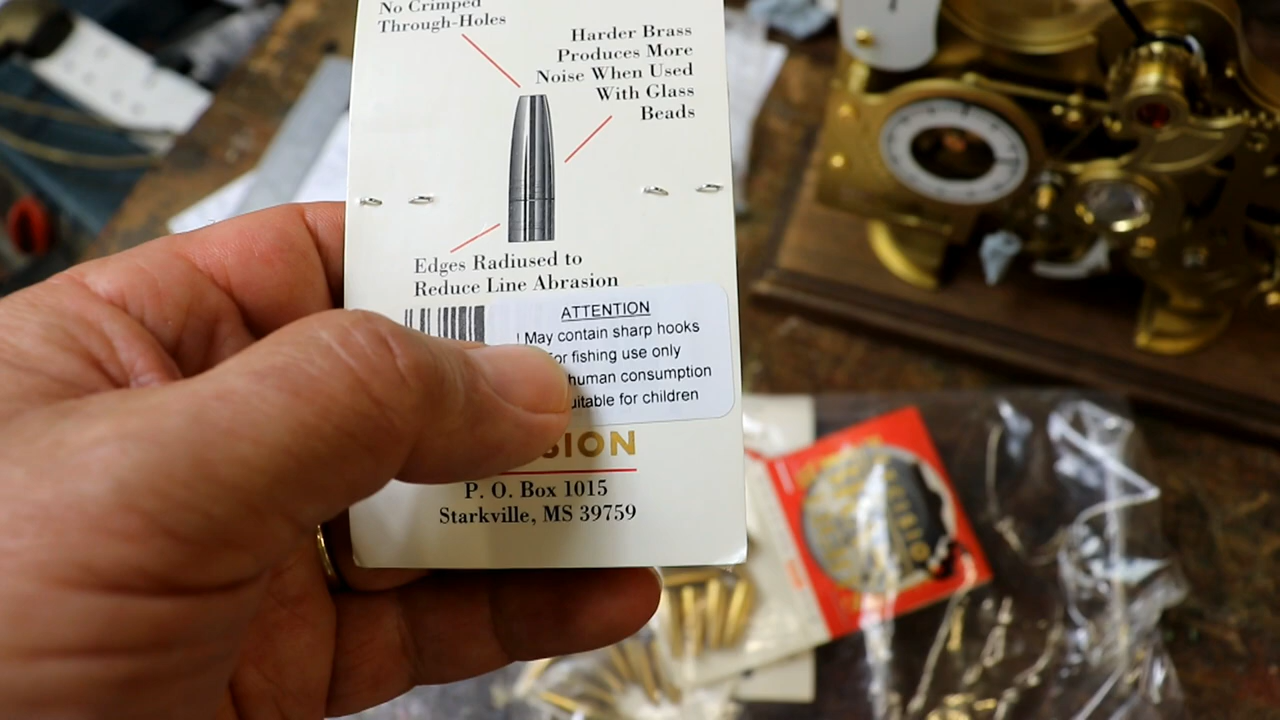 No Crimped
Through-Holes
Harder Brass
Produces More
Noise When Used
With Glass
Beads
Edges Radiused to
Reduce Line Abrasion
ATTENTION
! May contain sharp hooks
For fishing use only
human consumption
uitable for children
SION
P. O. Box 1015
Starkville, MS 39759